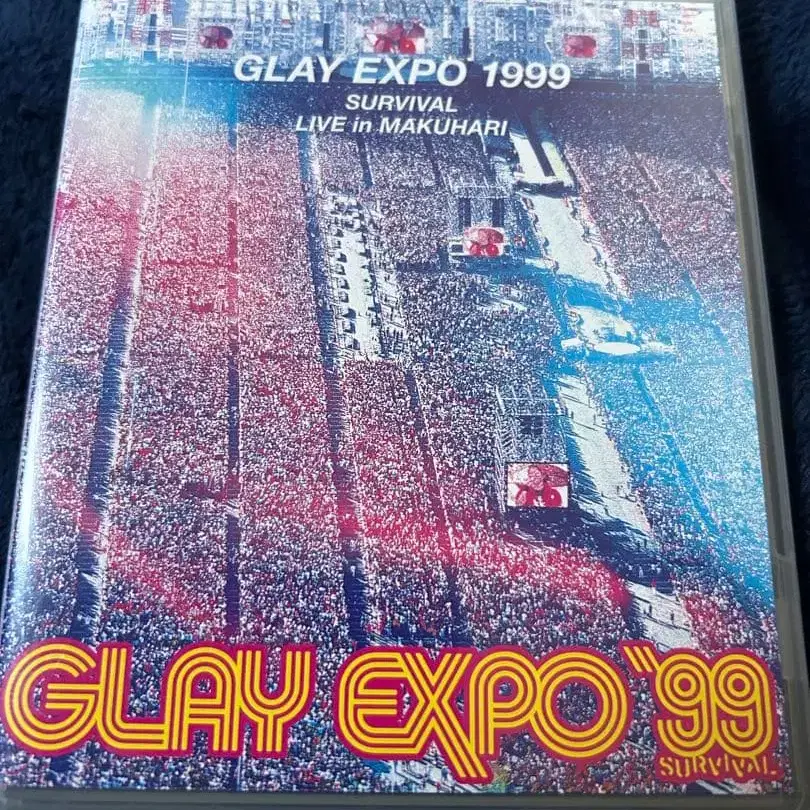 GLAY EXPO 1999
SURVIVAL
LIVE in MAKUHARI
GLAY EXPO "99
SURVIVAL